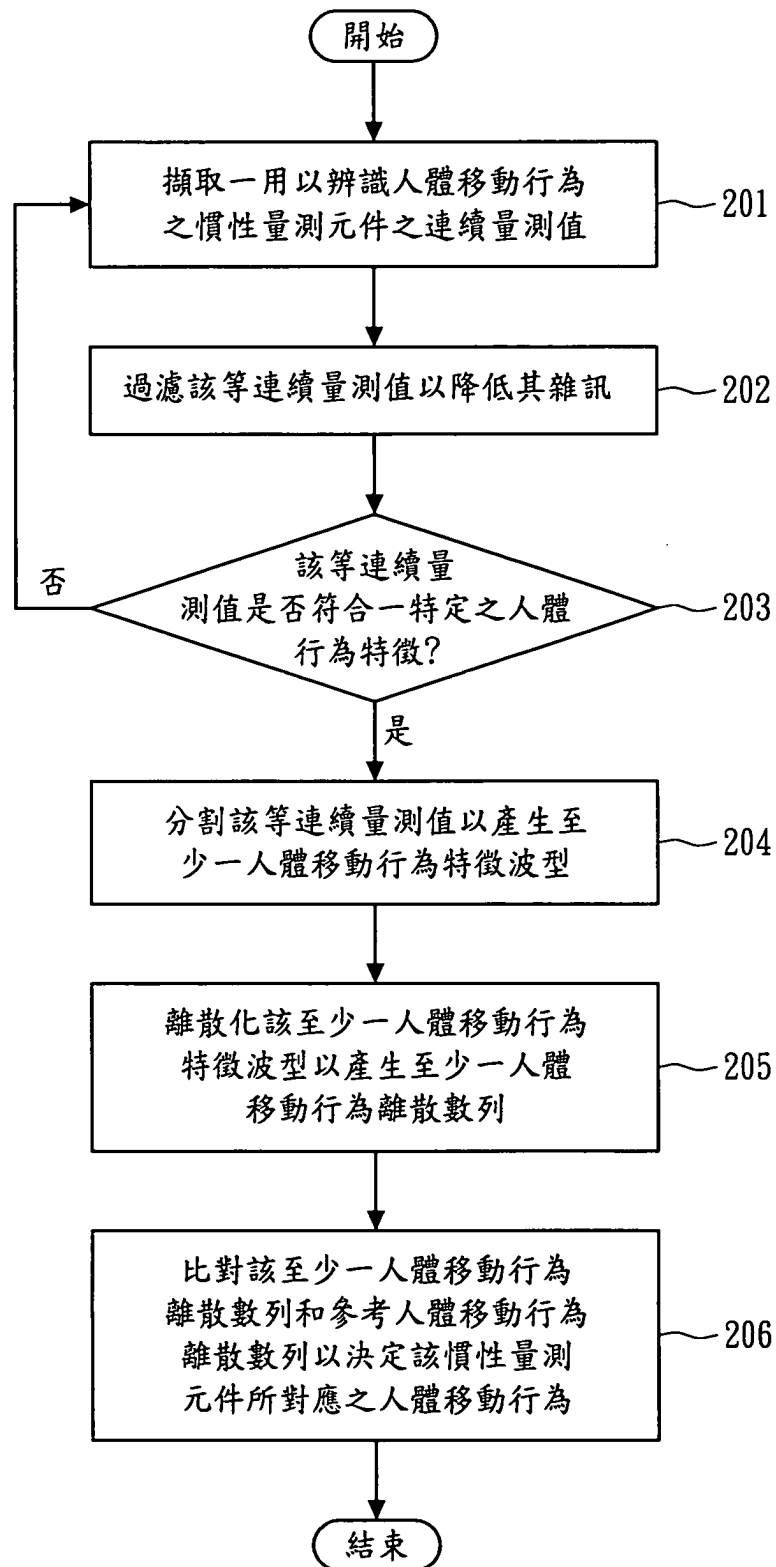 開始
擷取一用以辨識人體移動行為
之慣性量測元件之連續量測值
201
過濾該等連續量測值以降低其雜訊
202
該等連續量
測值是否符合一特定之人體
行為特徵?
203
否
是
分割該等連續量測值以產生至
少一人體移動行為特徵波型
204
離散化該至少一人體移動行為
特徵波型以產生至少一人體
移動行為離散數列
205
比對該至少一人體移動行為
離散數列和參考人體移動行為
離散數列以決定該慣性量測
元件所對應之人體移動行為
206
結束